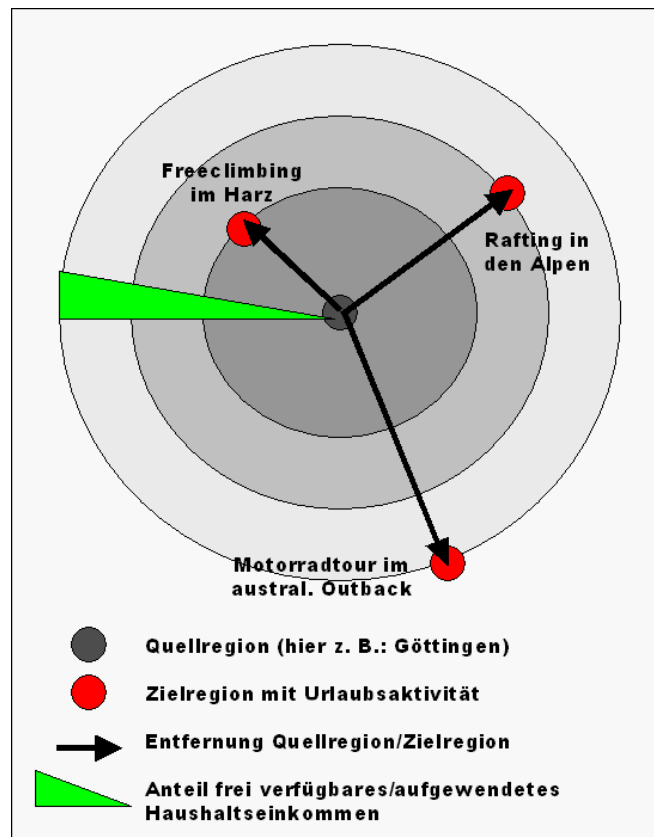 Freeclimbing
im Harz
Rafting in
den Alpen
Motorradtour im
austral. Outback
Quellregion (hier z. B.: Göttingen)
Zielregion mit Urlaubsaktivität
Entfernung Quellregion/Zielregion
Anteil frei verfügbares/aufgewendetes
Haushaltseinkommen